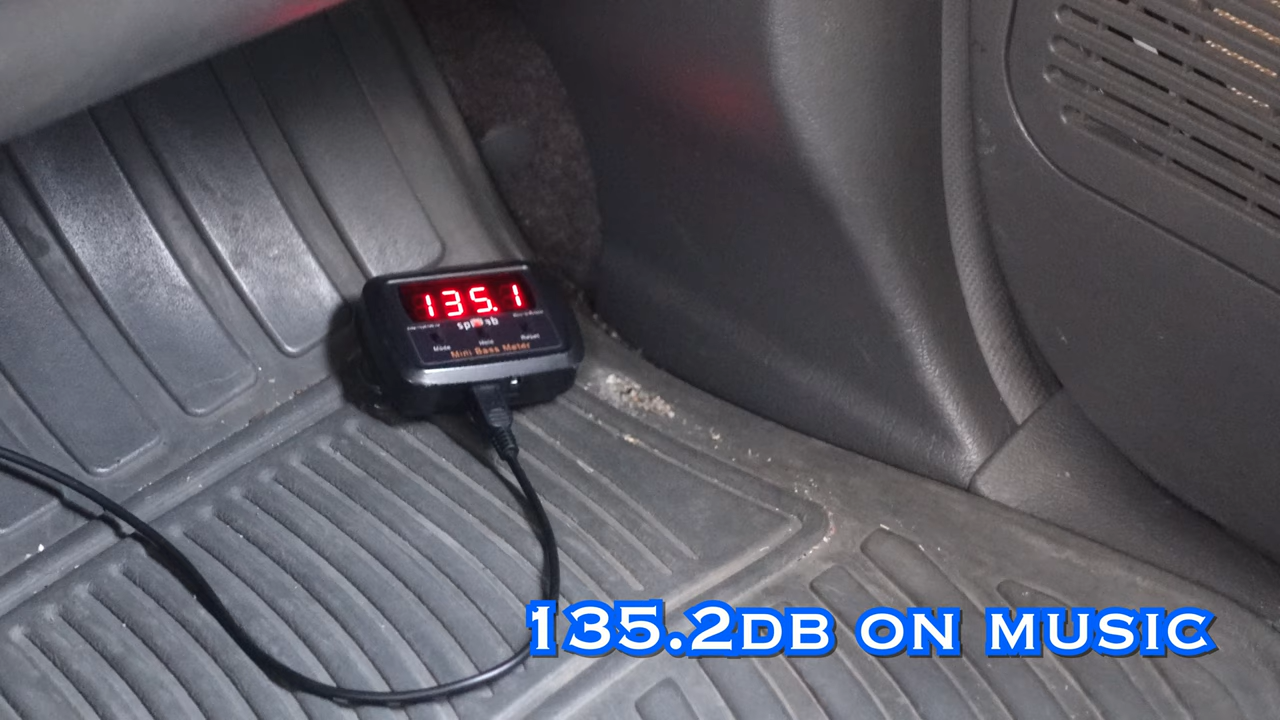 135.1
Mode
Hold
Reset
Mini Bass Meter
135.2DB ON MUSIC